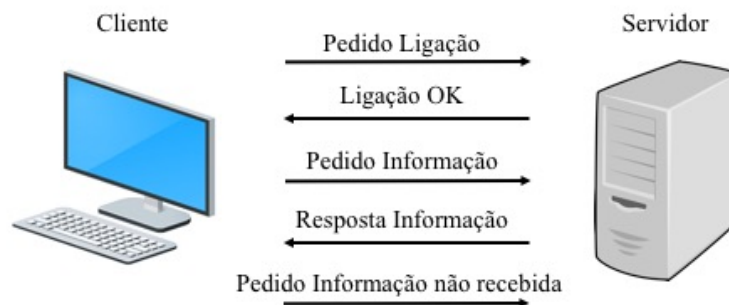 Cliente
Servidor
Pedido Ligação
Ligação OK
Pedido Informação
Resposta Informação
Pedido Informação não recebida